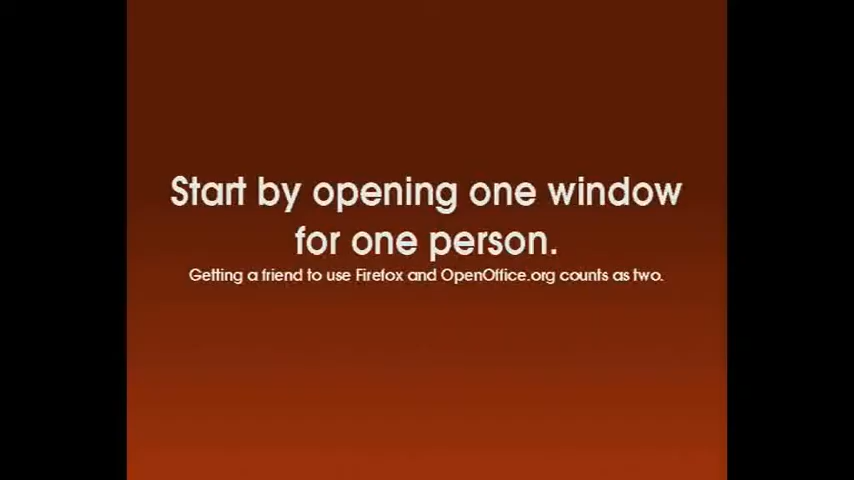 Start by opening one window
for one person.
Getting a friend to use Firefox and OpenOffice.org counts as two.